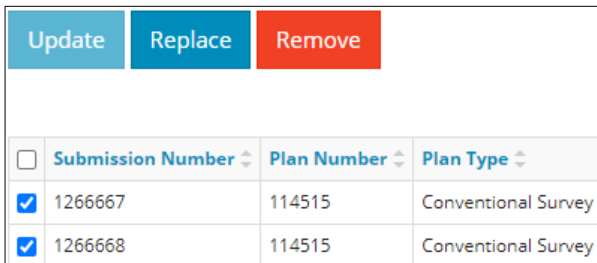 Update Replace Remove
Submission Number Plan Number Plan Type
1266667 114515 Conventional Survey
1266668 114515 Conventional Survey